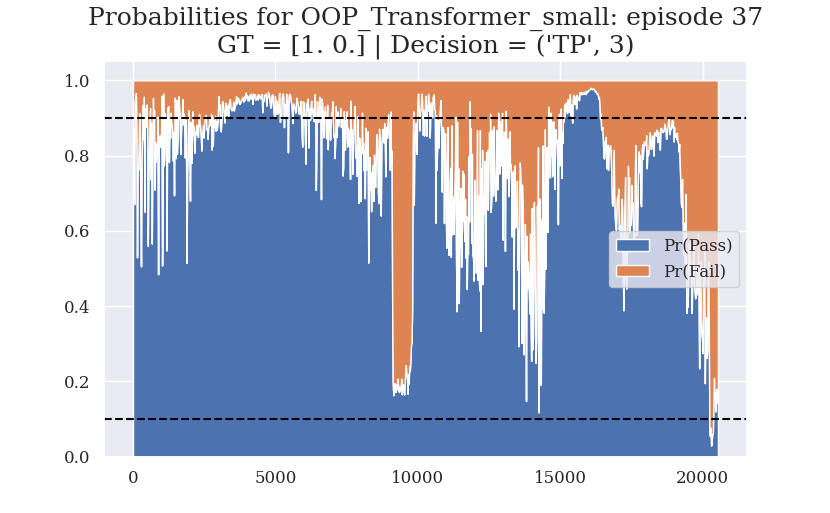 Probabilities for OOP_Transformer_small: episode 37
GT = [1. 0.] | Decision = ('TP', 3)
1.0
0.8
0.6
0.4
0.2
0.0
Pr(Pass)
Pr(Fail)
0 5000 10000 15000 20000